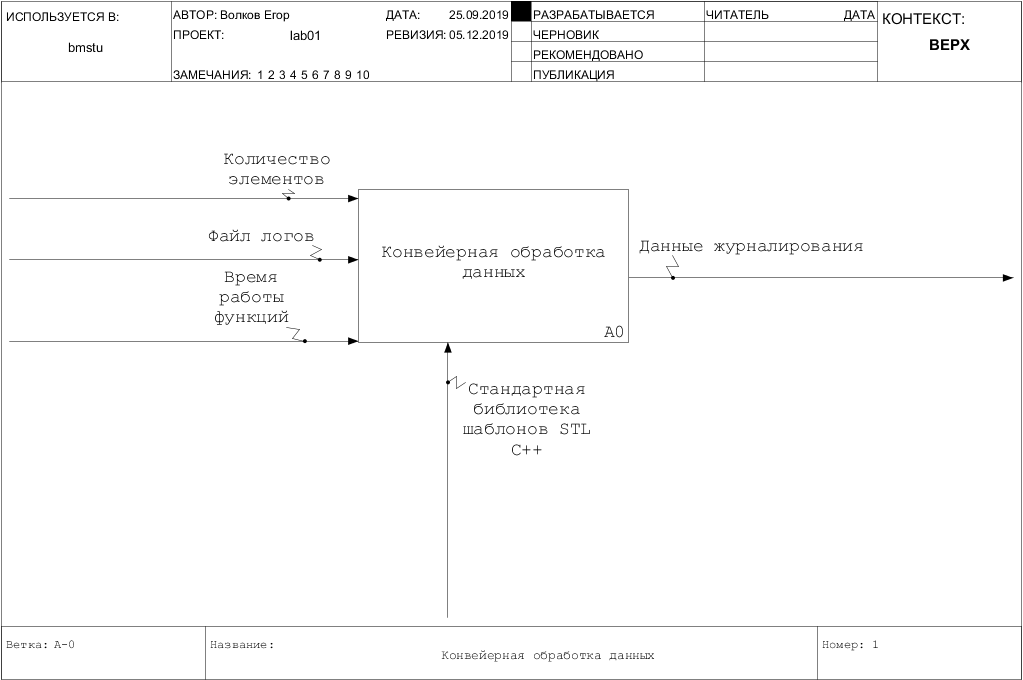 ИСПОЛЬЗУЕТСЯ В:
bmstu
АВТОР: Волков Егор
ДАТА: 25.09.2019
ПРОЕКТ: lab01
РЕВИЗИЯ: 05.12.2019
ЗАМЕЧАНИЯ: 1 2 3 4 5 6 7 8 9 10
РАЗРАБАТЫВАЕТСЯ
ЧЕРНОВИК
РЕКОМЕНДОВАНО
ПУБЛИКАЦИЯ
ЧИТАТЕЛЬ ДАТА
КОНТЕКСТ:
ВЕРХ
Количество
элементов
Файл логов
Время
работы
функций
Конвейерная обработка
данных
A0
Данные журналирования
Стандартная
библиотека
шаблонов STL
C++
Ветка: A-0
Название:
Конвейерная обработка данных
Номер: 1